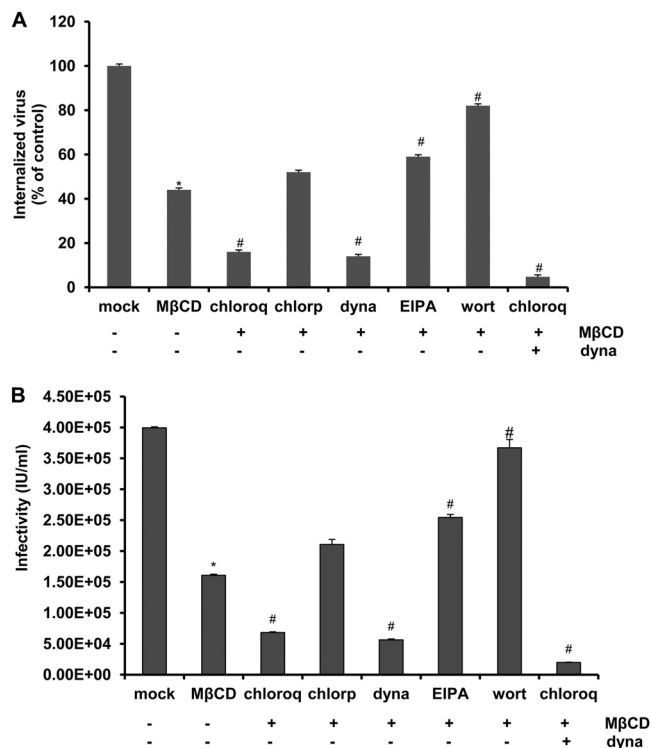 A
Internalized virus
(% of control)
120
100
80
60
40
20
0
*
#
#
#
#
#
mock MβCD chloroq chlorp dyna EIPA wort chloroq
- - + + + + + + MβCD
- - - - - - - + dyna
B
Infectivity (IU/ml)
4.50E+05
4.00E+05
3.50E+05
3.00E+05
2.50E+05
2.00E+05
1.50E+05
1.00E+05
5.00E+04
0.00E+00
*
#
#
#
#
#
mock MβCD chloroq chlorp dyna EIPA wort chloroq
- - + + + + + + MβCD
- - - - - - - + dyna